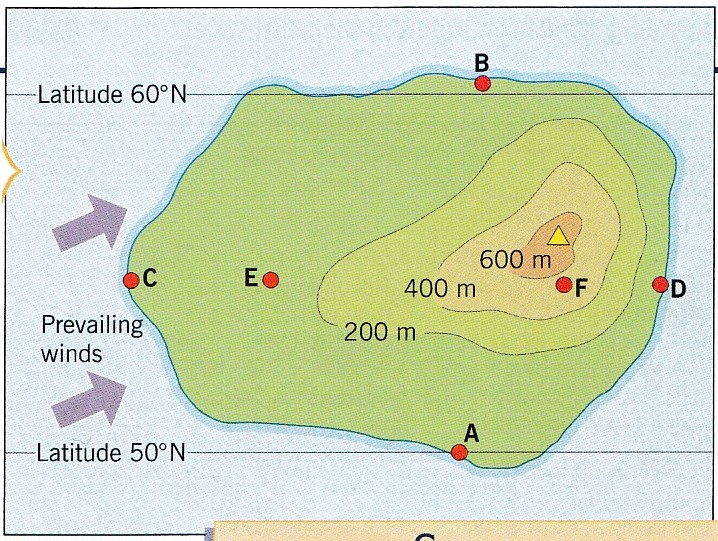 B
Latitude 60°N
600 m
C
E
400 m
F
D
Prevailing
winds
200 m
A
Latitude 50°N